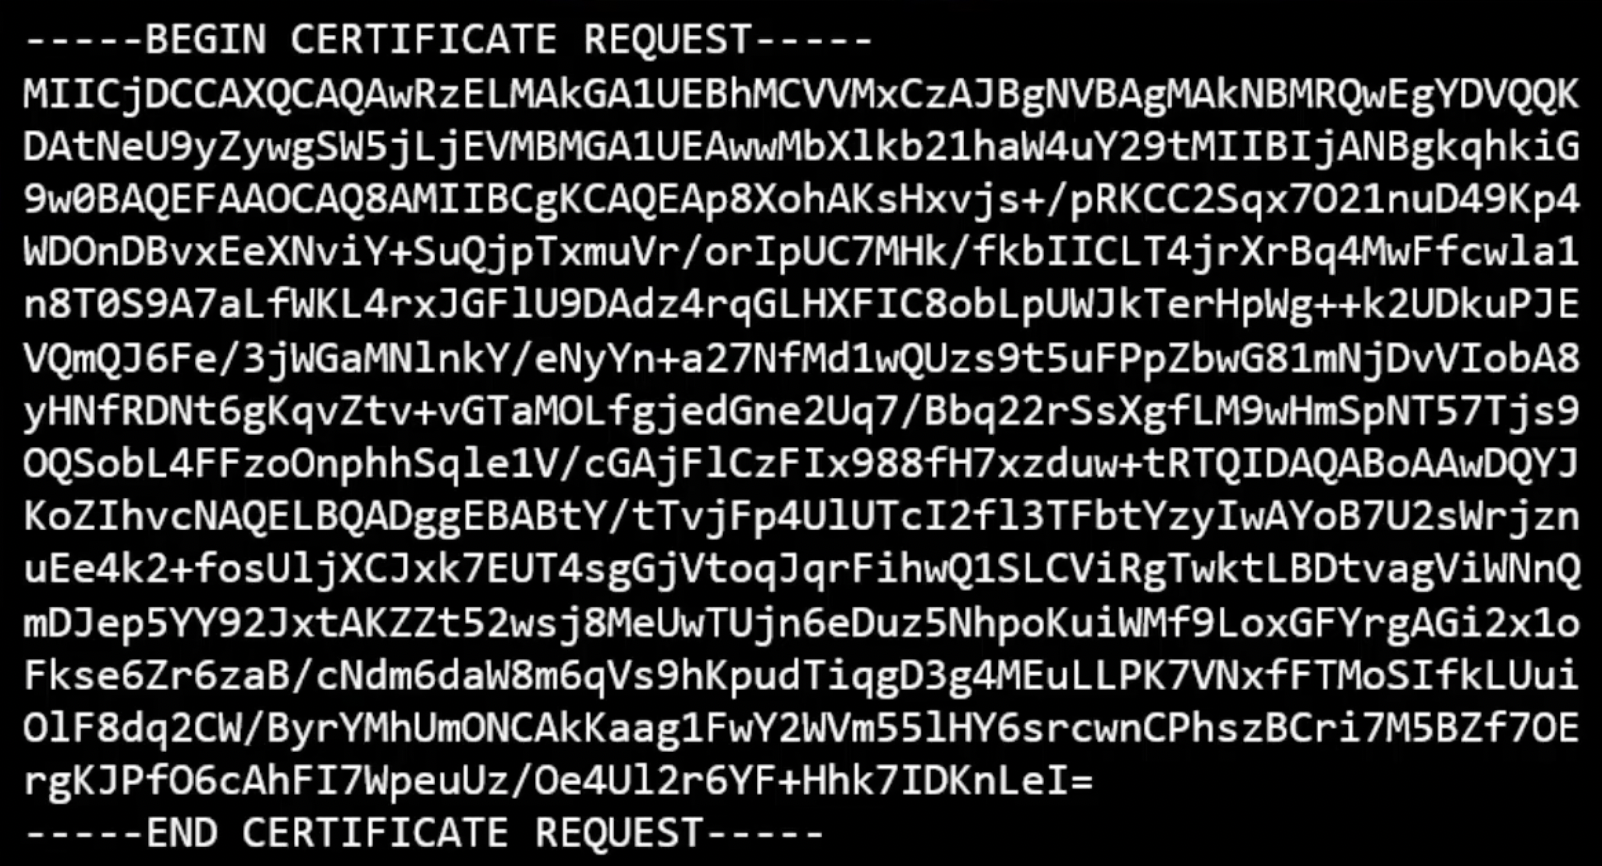 -----BEGIN CERTIFICATE REQUEST-----
MIICjDCCAXQCAQAwRzELMAkGA1UEBhMCVVMxCzAJBgNVBAgMAkNBMRQwEgYDVQQK
DAtNeU9yZywgSW5jLjEVMBMGA1UEAwwMbXlkb21haW4uY29tMIIBIjANBgkqhkiG
9w0BAQEFAAOCAQ8AMIIBCgKCAQEAp8XohAKsHxvjs+/pRKCC2Sqx7O21nuD49Kp4
WDOnDBvxEeXNviY+SuQjpTxmuVr/orIpUC7MHk/fkbIICLT4jrXrBq4MwFfcwla1
n8T0S9A7aLfWKL4rxJGFlU9DAdz4rqGLHXFIC8obLpUWJkTerHpWg++k2UDkuPJE
VQmQJ6Fe/3jWGaMNlnkY/eNyYn+a27NfMd1wQUzs9t5uFPpZbwG81mNjDvVIobA8
yHNfRDNt6gKqvZtv+vGTaMOLfgjedGne2Uq7/Bbq22rSsXgfLM9wHmSpNT57Tjs9
OQSobL4FFzoOnphhSqle1V/cGAjFlCzFIx988fH7xzduw+tRTQIDAQABoAAwDQYJ
KoZIhvcNAQELBQADggEBABtY/tTvjFp4UlUTcI2fl3TFbtYzyIwAYoB7U2sWrjzn
uEe4k2+fosUljXCJxk7EUT4sgGjVtoqJqrFihwQ1SLCViRgTwktLBDtvagViWNnQ
mDJep5YY92JxtAKZZt52wsj8MeUwTUjn6eDuz5NhpoKuiWMf9LoxGFYrgAGi2x1o
Fkse6Zr6zaB/cNdm6daW8m6qVs9hKpudTiqgD3g4MEuLLPK7VNxfFTMoSIfkLUui
OlF8dq2CW/ByrYMhUmONCAkKaag1FwY2WVm55lHY6srcwnCPhszBCri7M5BZf7OE
rgKJPfO6cAhFI7WpeuUz/Oe4Ul2r6YF+Hhk7IDKnLeI=
-----END CERTIFICATE REQUEST-----